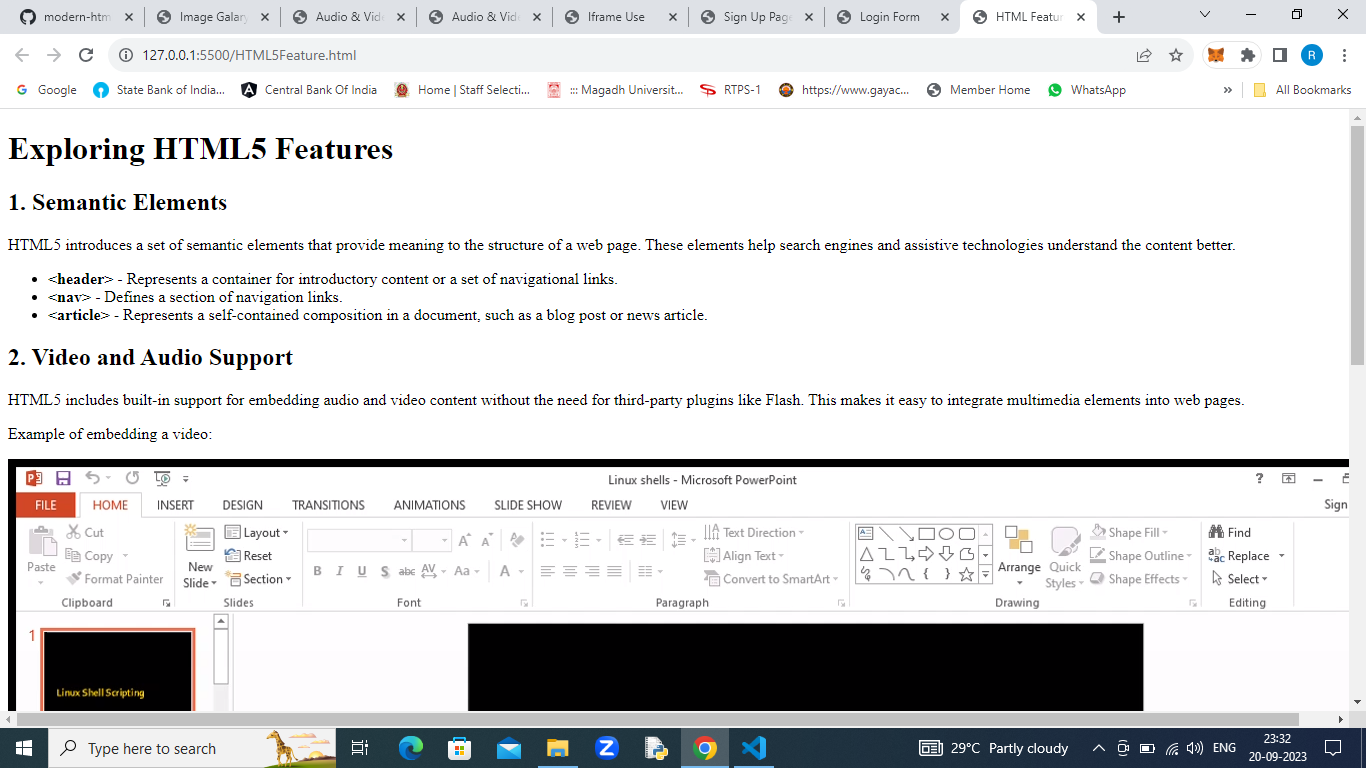 modern-htm
Image Galar
Audio & Vid
Audio & Vid
Iframe Use
Sign Up Page
Login Form
HTML Featur
127.0.0.1:5500/HTML5Feature.html
R
Google
State Bank of India...
Central Bank Of India
Home | Staff Selecti...
::: Magadh Universit...
RTPS-1
https://www.gayac...
Member Home
WhatsApp
»
All Bookmarks
Exploring HTML5 Features
1. Semantic Elements
HTML5 introduces a set of semantic elements that provide meaning to the structure of a web page. These elements help search engines and assistive technologies understand the content better.
• <header> - Represents a container for introductory content or a set of navigational links.
• <nav> - Defines a section of navigation links.
• <article> - Represents a self-contained composition in a document, such as a blog post or news article.
2. Video and Audio Support
HTML5 includes built-in support for embedding audio and video content without the need for third-party plugins like Flash. This makes it easy to integrate multimedia elements into web pages.
Example of embedding a video:
Linux shells - Microsoft PowerPoint
?
FILE HOME INSERT DESIGN TRANSITIONS ANIMATIONS SLIDE SHOW REVIEW VIEW Sign
Paste
Cut
Copy
Format Painter
Clipboard
New
Slide
Layout
Reset
Section
Slides
B I U S abc AV Aa A
Font
Text Direction
Align Text
Convert to SmartArt
Paragraph
Arrange
Quick
Styles
Shape Fill
Shape Outline
Shape Effects
Drawing
Find
Replace
Select
Editing
1
Linux Shell Scripting
Type here to search
29°C Partly cloudy
ENG
23:32
20-09-2023